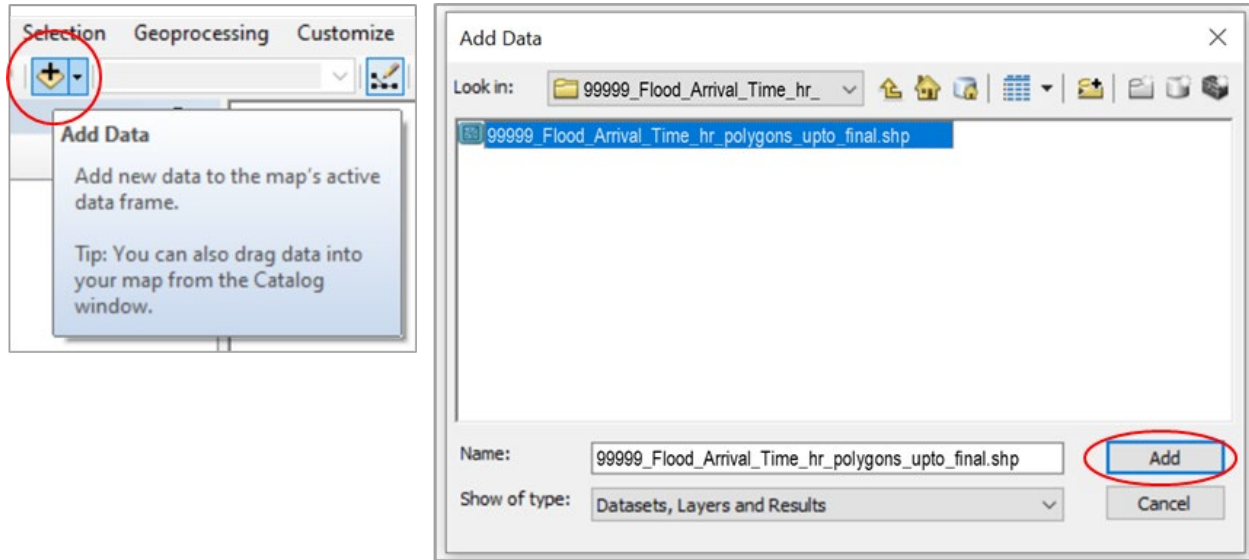 Selection Geoprocessing Customize
Add Data
Add new data to the map's active
data frame.
Tip: You can also drag data into
your map from the Catalog
window.
Add Data
Look in: 99999_Flood_Arrival_Time_hr_
99999_Flood_Arrival_Time_hr_polygons_upto_final.shp
Name: 99999_Flood_Arrival_Time_hr_polygons_upto_final.shp Add
Show of type: Datasets, Layers and Results Cancel